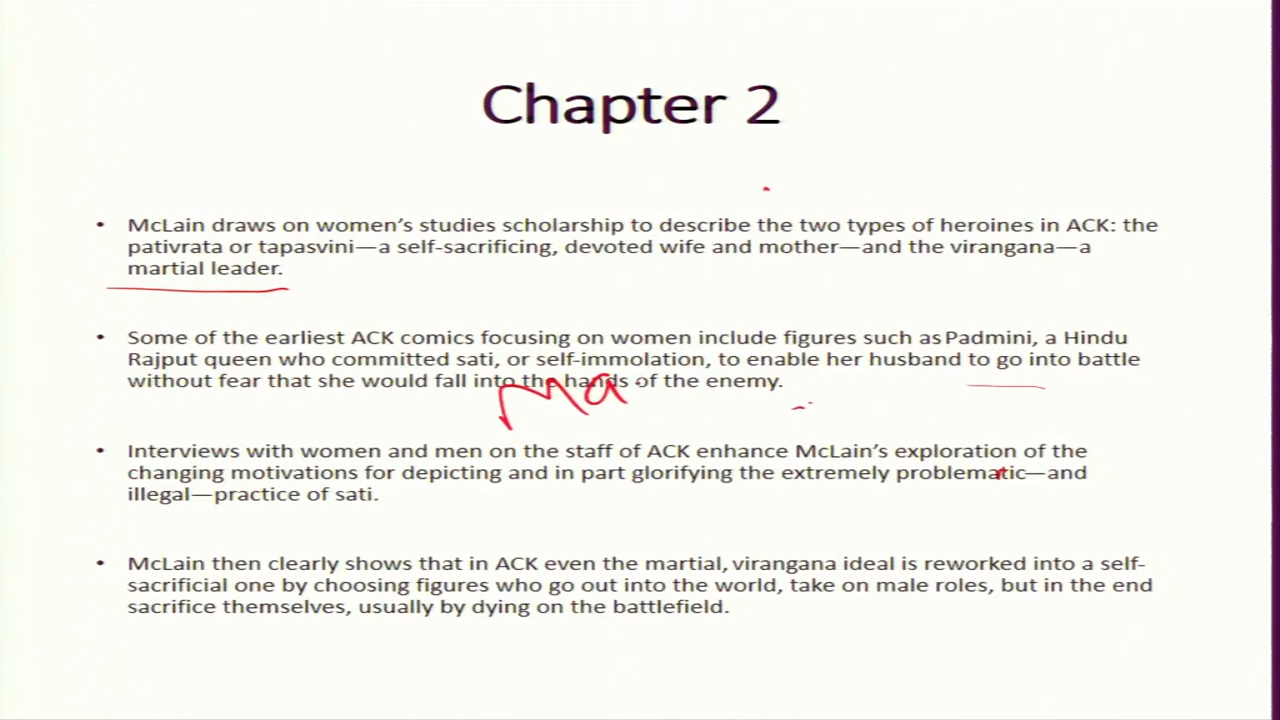 Chapter 2
• McLain draws on women's studies scholarship to describe the two types of heroines in ACK: the
pativrata or tapasvini—a self-sacrificing, devoted wife and mother—and the virangana—a
martial leader.
• Some of the earliest ACK comics focusing on women include figures such as Padmini, a Hindu
Rajput queen who committed sati, or self-immolation, to enable her husband to go into battle
without fear that she would fall into the hands of the enemy.
Ma
• Interviews with women and men on the staff of ACK enhance McLain's exploration of the
changing motivations for depicting and in part glorifying the extremely problematic—and
illegal—practice of sati.
• McLain then clearly shows that in ACK even the martial, virangana ideal is reworked into a self-
sacrificial one by choosing figures who go out into the world, take on male roles, but in the end
sacrifice themselves, usually by dying on the battlefield.